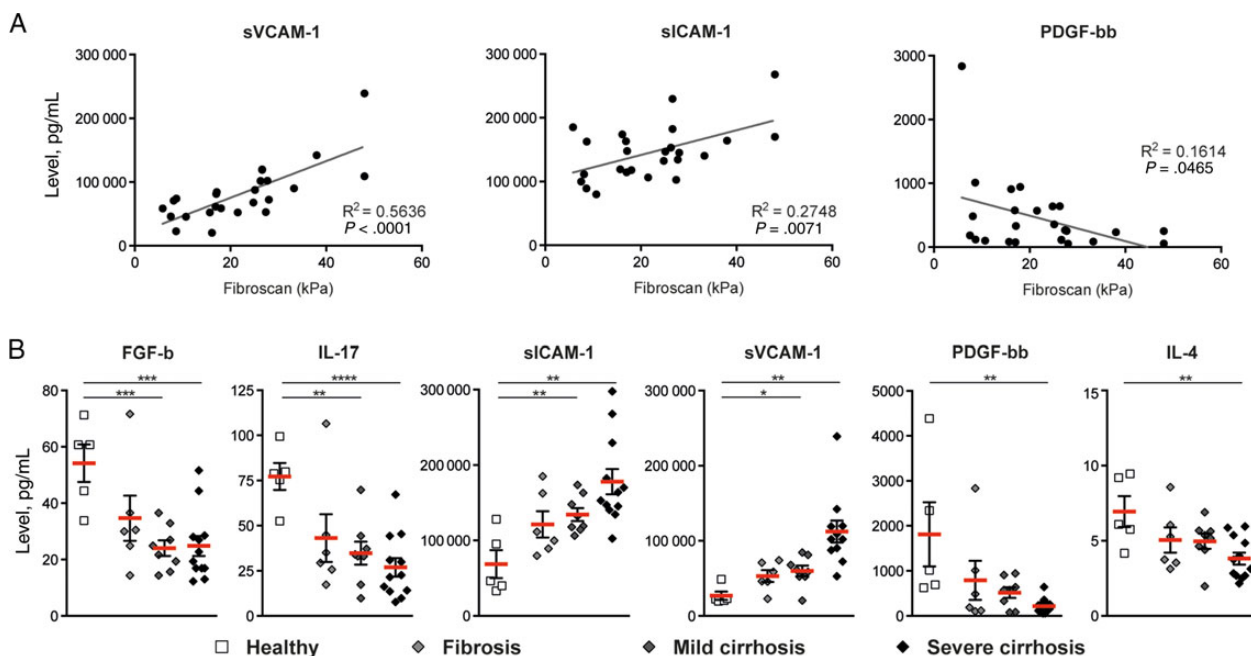 A
sVCAM-1
sICAM-1
PDGF-bb
Level, pg/mL
300 000
200 000
100 000
0
0 20 40 60
Fibroscan (kPa)
R² = 0.5636
P < .0001
300 000
200 000
100 000
0
0 20 40 60
Fibroscan (kPa)
R² = 0.2748
P = .0071
3000
2000
1000
0
0 20 40 60
Fibroscan (kPa)
R² = 0.1614
P = .0465
B
FGF-b
IL-17
sICAM-1
sVCAM-1
PDGF-bb
IL-4
Level, pg/mL
***
***
80
60
40
20
0
****
**
125
100
75
50
25
0
**
**
300 000
200 000
100 000
0
**
*
300 000
200 000
100 000
0
**
5000
4000
3000
2000
1000
0
**
15
10
5
0
Healthy
Fibrosis
Mild cirrhosis
Severe cirrhosis